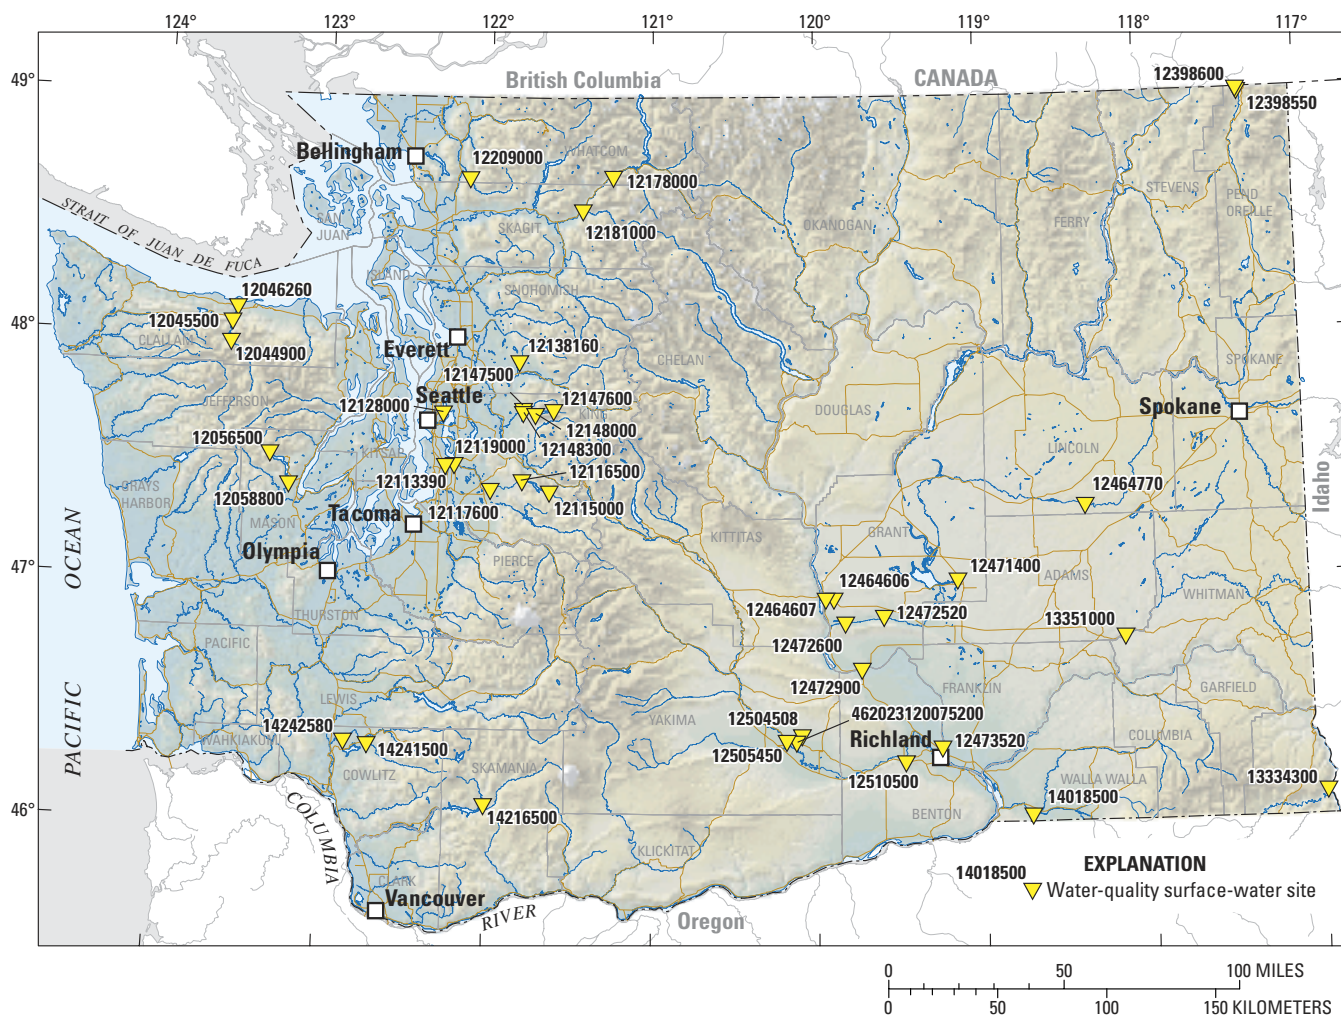 124° 123° 122° 121° 120° 119° 118° 117°
49°
48°
47°
46°
British Columbia
CANADA
12398600
12398550
Bellingham
12209000
WHATCOM
12178000
STEVENS
PEND
OREILLE
SAN
JUAN
SKAGIT
12181000
OKANOGAN
FERRY
STRAIT OF JUAN DE FUCA
ISLAND
SNOHOMISH
12046260
12045500
CLALLAM
12044900
Everett
12138160
CHELAN
SPOKANE
12147500
Seattle
JEFFERSON
12128000
12147600
KING
DOUGLAS
Spokane
12148000
12056500
12119000
12148300
LINCOLN
KITSAP
12116500
12113390
12464770
GRAYS
HARBOR
12058800
12117600
12115000
Idaho
MASON
Tacoma
GRANT
KITTITAS
Olympia
PIERCE
12471400
ADAMS
12464606
WHITMAN
12464607
12472520
THURSTON
13351000
12472600
PACIFIC
12472900
FRANKLIN
GARFIELD
LEWIS
14242580
12504508
462023120075200
YAKIMA
WAHKIAKUM
14241500
Richland
12473520
COLUMBIA
12505450
COWLITZ
SKAMANIA
12510500
WALLA WALLA
13334300
14018500
14216500
BENTON
KLICKITAT
CLARK
Vancouver
COLUMBIA
RIVER
Oregon
PACIFIC OCEAN
EXPLANATION
14018500
Water-quality surface-water site
0 50 100 MILES
0 50 100 150 KILOMETERS